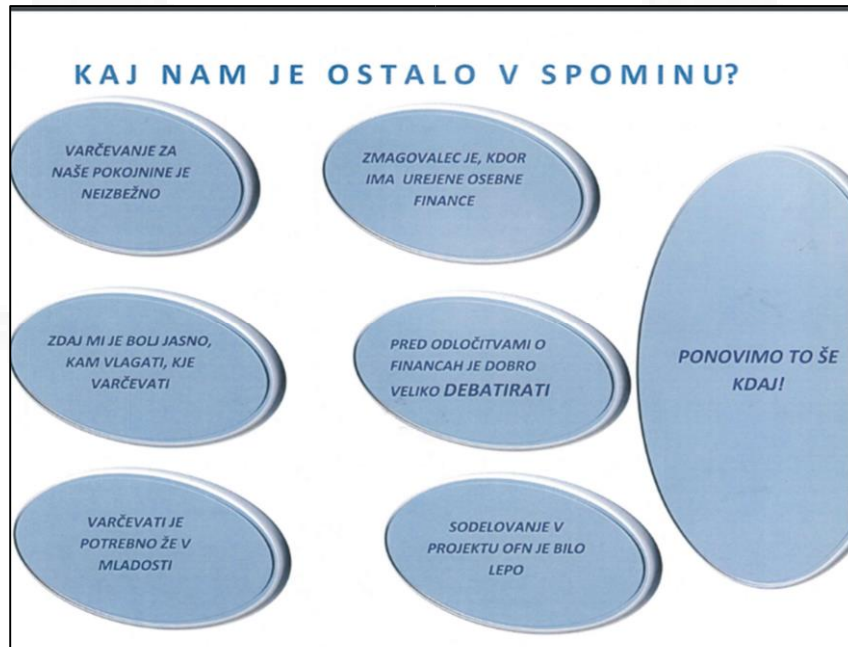 KAJ NAM JE OSTALO V SPOMINU?
VARČEVANJE ZA
NAŠE POKOJNINE JE
NEIZBEŽNO
ZMAGOVALEC JE, KDOR
IMA UREJENE OSEBNE
FINANCE
ZDAJ MI JE BOLJ JASNO,
KAM VLAGATI, KJE
VARČEVATI
PRED ODLOČITVAMI O
FINANCAH JE DOBRO
VELIKO DEBATIRATI
PONOVIMO TO ŠE
KDAJ!
VARČEVATI JE
POTREBNO ŽE V
MLADOSTI
SODELOVANJE V
PROJEKTU OFN JE BILO
LEPO